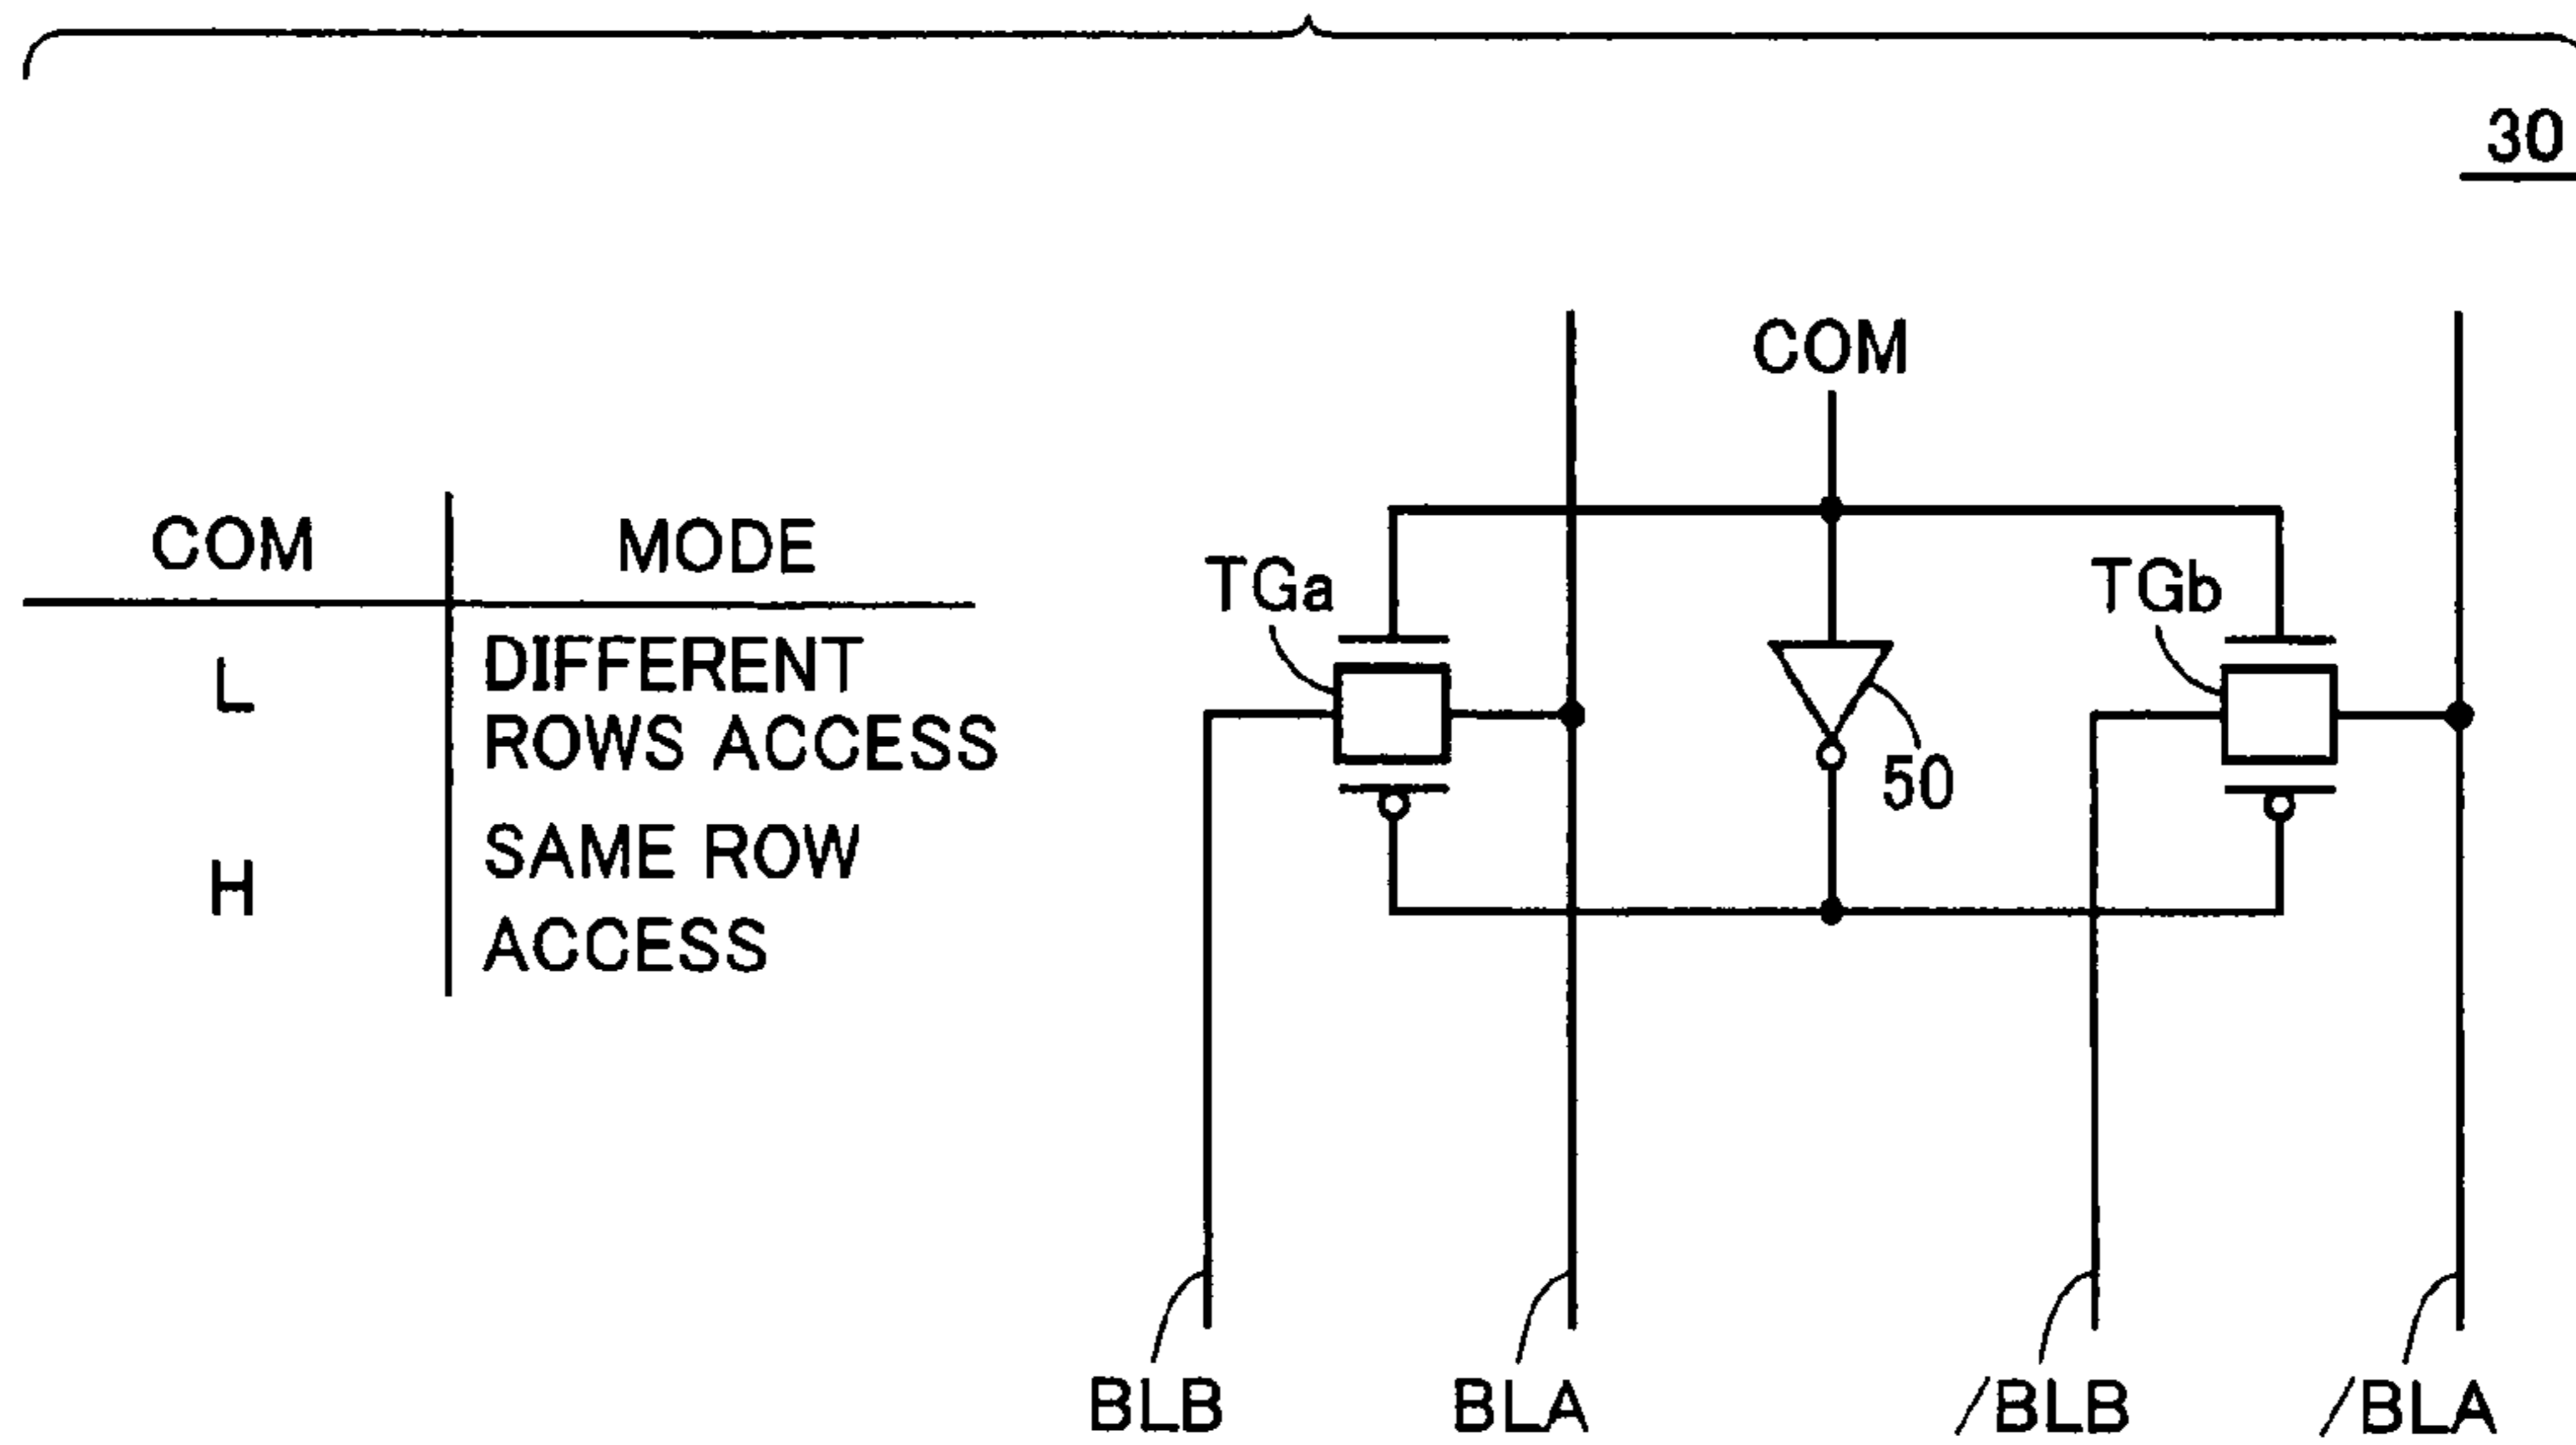 30
COM MODE
L DIFFERENT
ROWS ACCESS
H SAME ROW
ACCESS
COM
TGa
TGb
50
BLB BLA /BLB /BLA